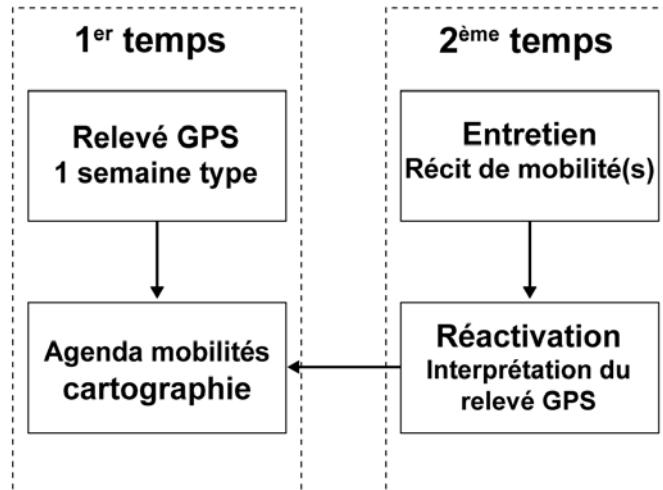 1er temps
Relevé GPS
1 semaine type
Agenda mobilités
cartographie
2ème temps
Entretien
Récit de mobilité(s)
Réactivation
Interprétation du
relevé GPS